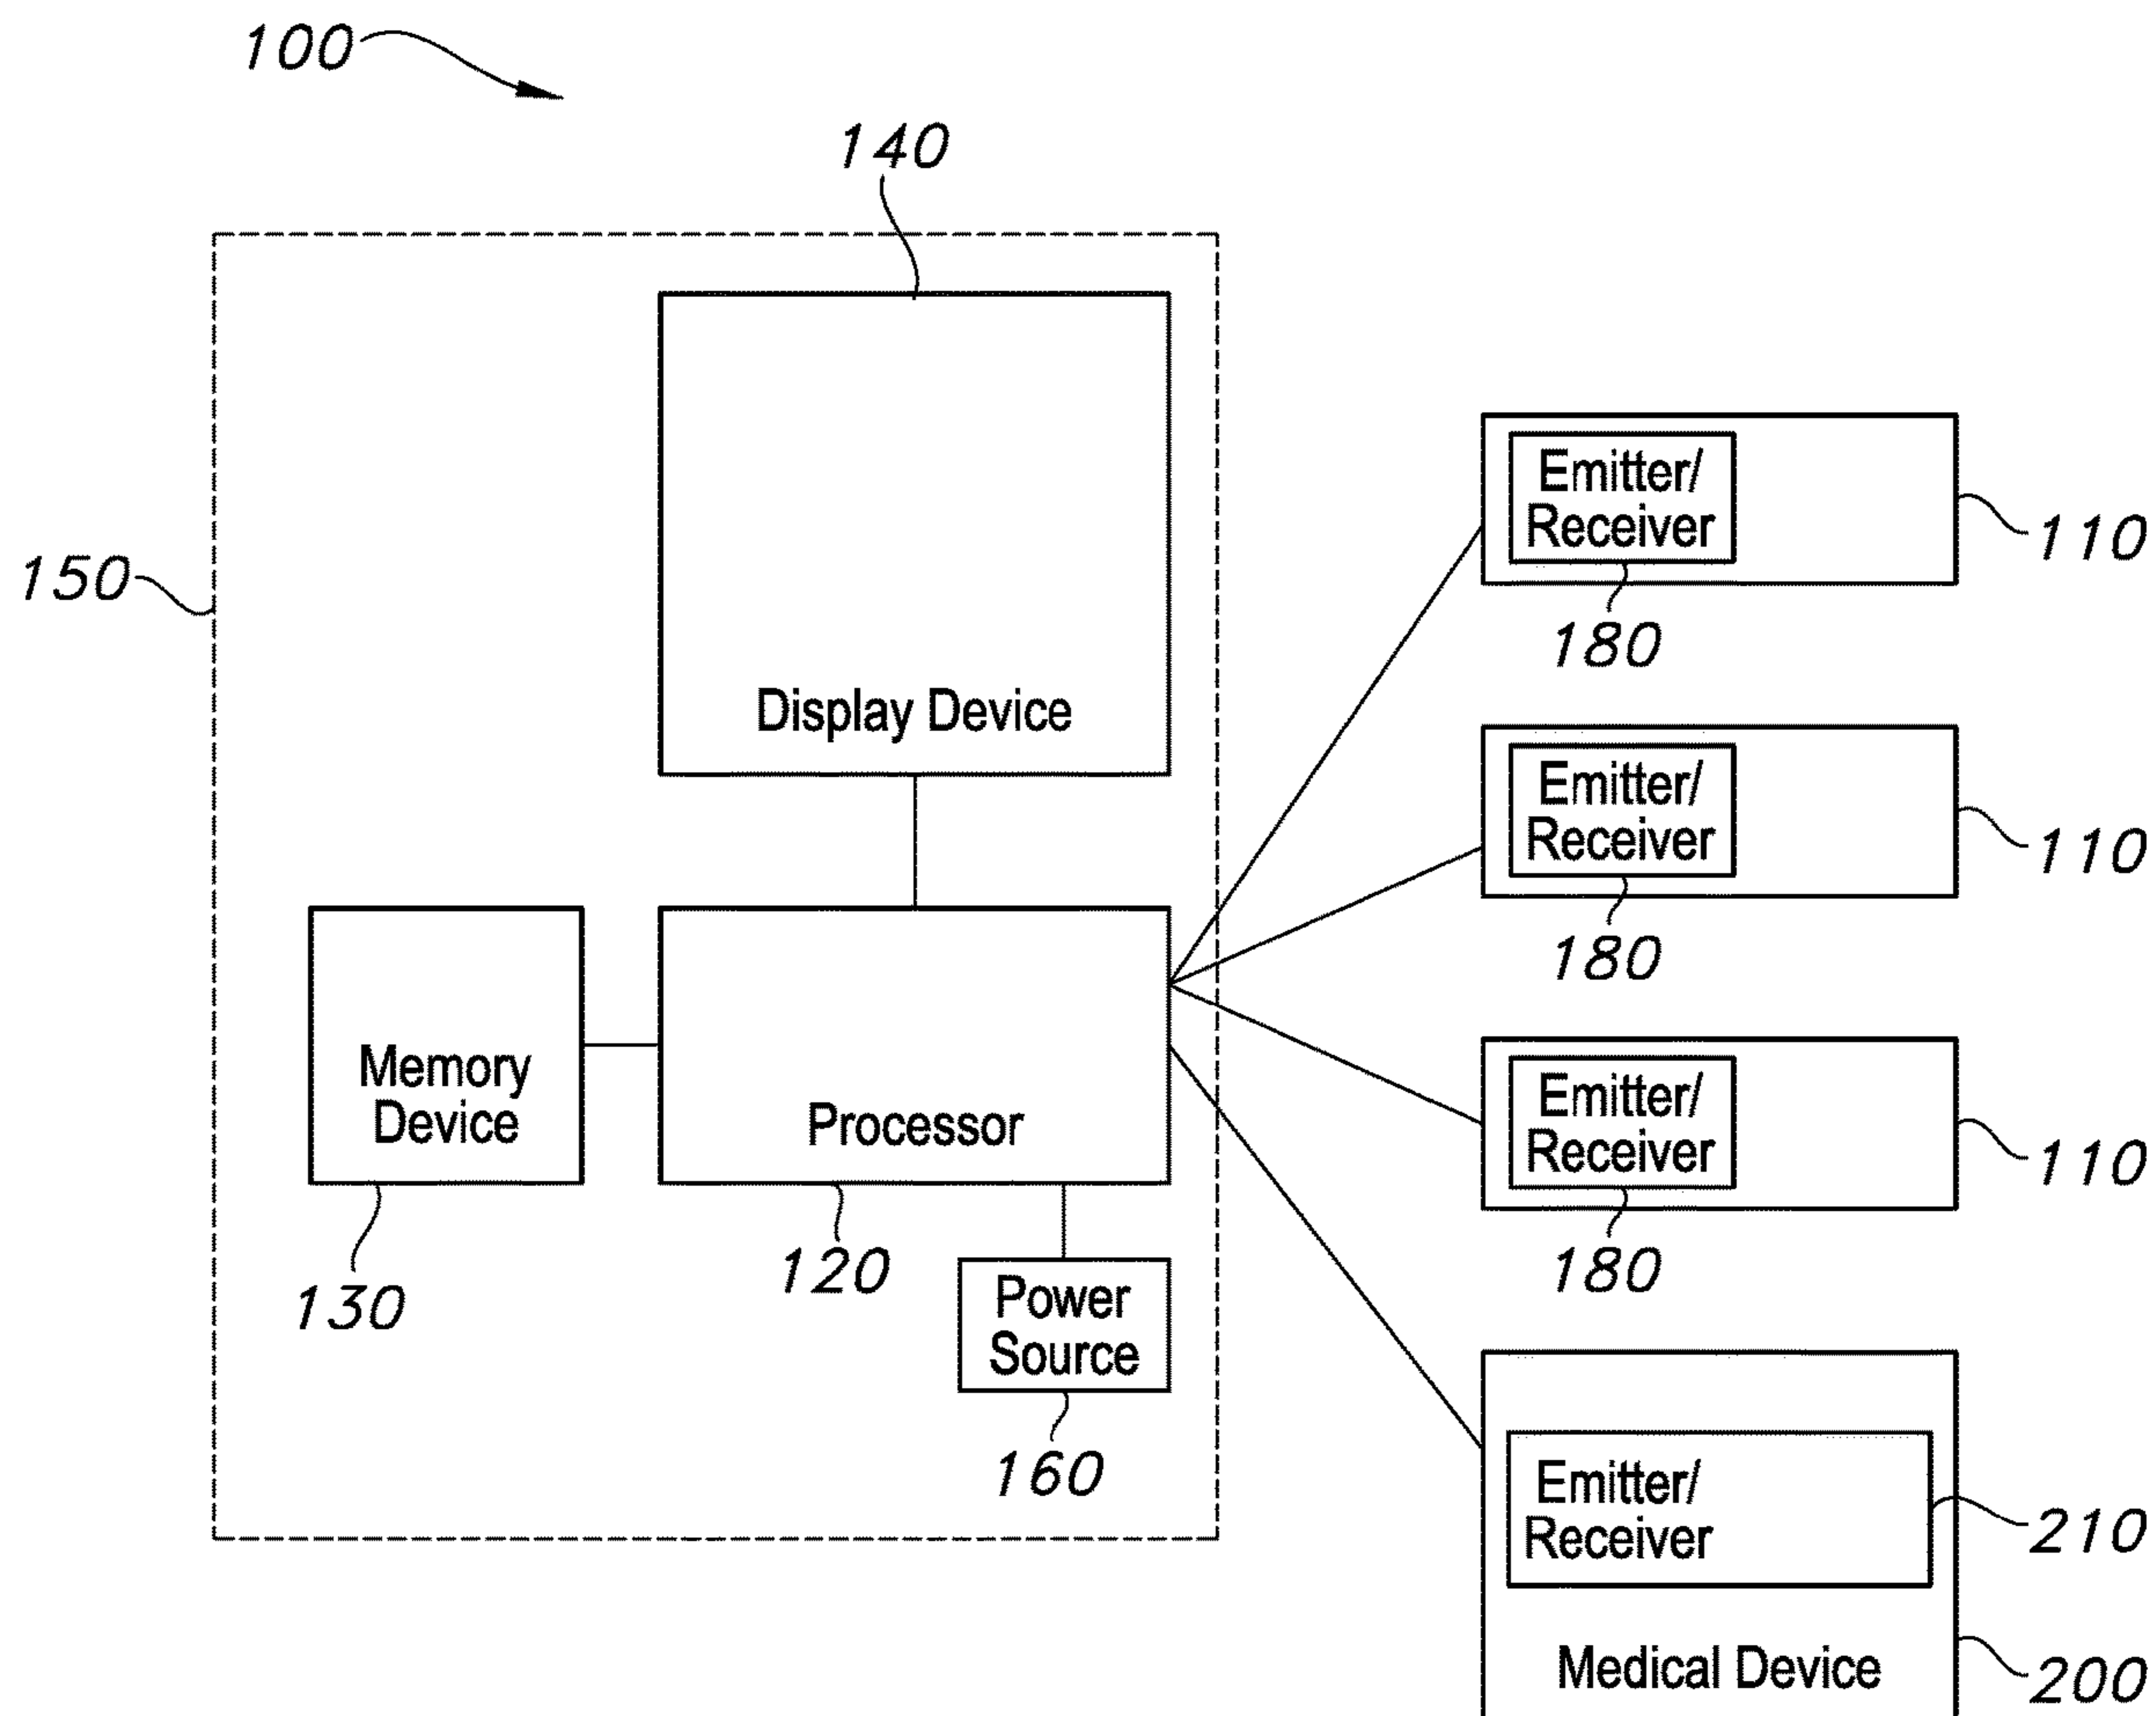 100
140
150
Display Device
Emitter/
Receiver
110
180
Emitter/
Receiver
110
180
Memory
Device
130
Processor
120
Power
Source
160
Emitter/
Receiver
110
180
Emitter/
Receiver
210
Medical Device
200